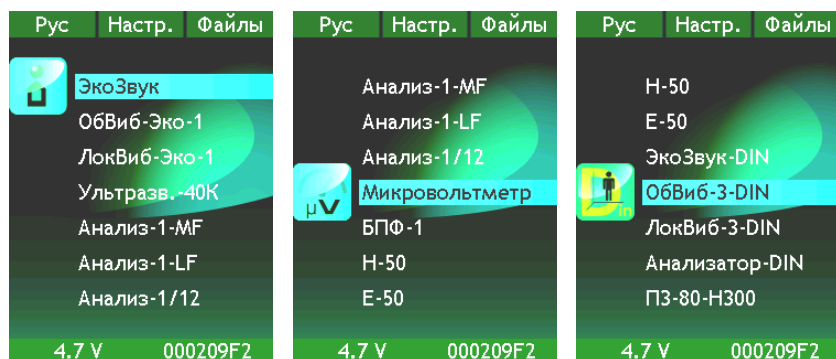 Рус Настр. Файлы
ЭкоЗвук
ОбВиб-Эко-1
ЛокВиб-Эко-1
Ультразв.-40К
Анализ-1-MF
Анализ-1-LF
Анализ-1/12
4.7 V 000209F2
Рус Настр. Файлы
Анализ-1-MF
Анализ-1-LF
Анализ-1/12
µV Микровольтметр
БПФ-1
Н-50
Е-50
4.7 V 000209F2
Рус Настр. Файлы
Н-50
Е-50
ЭкоЗвук-DIN
Din ОбВиб-3-DIN
ЛокВиб-3-DIN
Анализатор-DIN
П3-80-Н300
4.7 V 000209F2